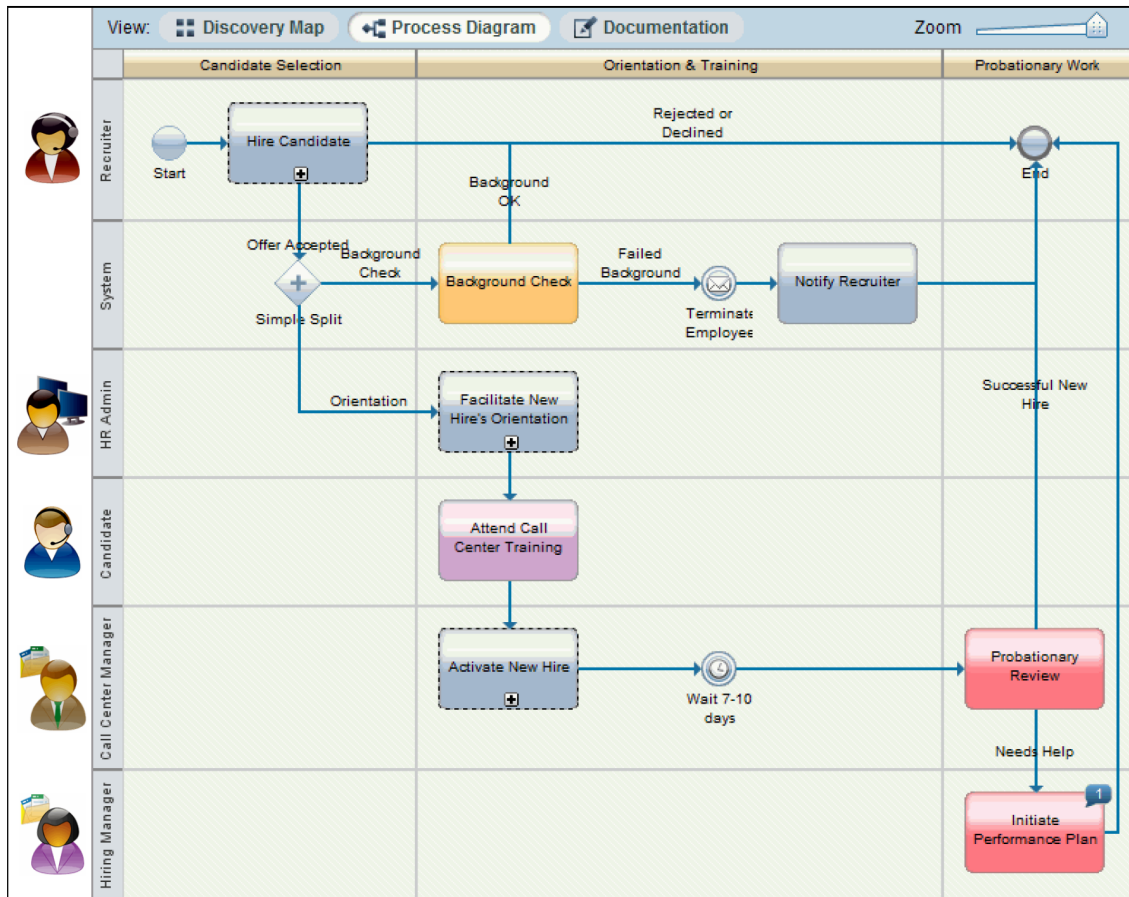 View:
Discovery Map
Process Diagram
Documentation
Zoom
Candidate Selection
Orientation & Training
Probationary Work
Recruiter
Start
Hire Candidate
Rejected or
Declined
End
Background
OK
System
Offer Accepted
Background
Check
Simple Split
Background Check
Failed
Background
Terminate
Employee
Notify Recruiter
HR Admin
Orientation
Facilitate New
Hire's Orientation
Successful New
Hire
Candidate
Attend Call
Center Training
Call Center Manager
Activate New Hire
Wait 7-10
days
Probationary
Review
Needs Help
Hiring Manager
1
Initiate
Performance Plan